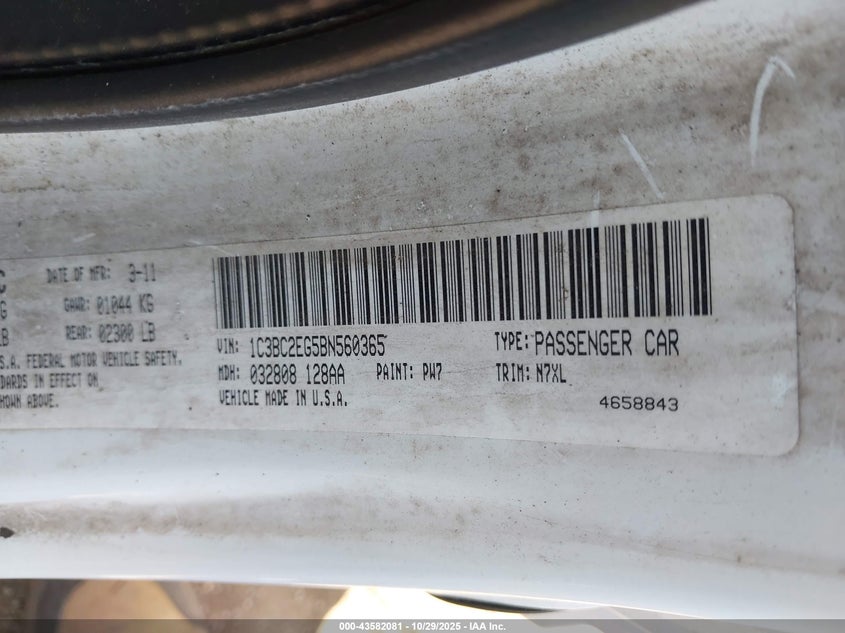 DATE OF MFR: 3-11
GAWR: 01044 KG
REAR: 02300 LB
S.A. FEDERAL MOTOR VEHICLE SAFETY,
DARDS IN EFFECT ON
HOWN ABOVE.
VIN: 1C3BC2EG5BN560365
TYPE: PASSENGER CAR
MDH: 032808 128AA PAINT: PW7 TRIM: N7XL
VEHICLE MADE IN U.S.A.
4658843
000-43582081 - 10/29/2025 - IAA Inc.